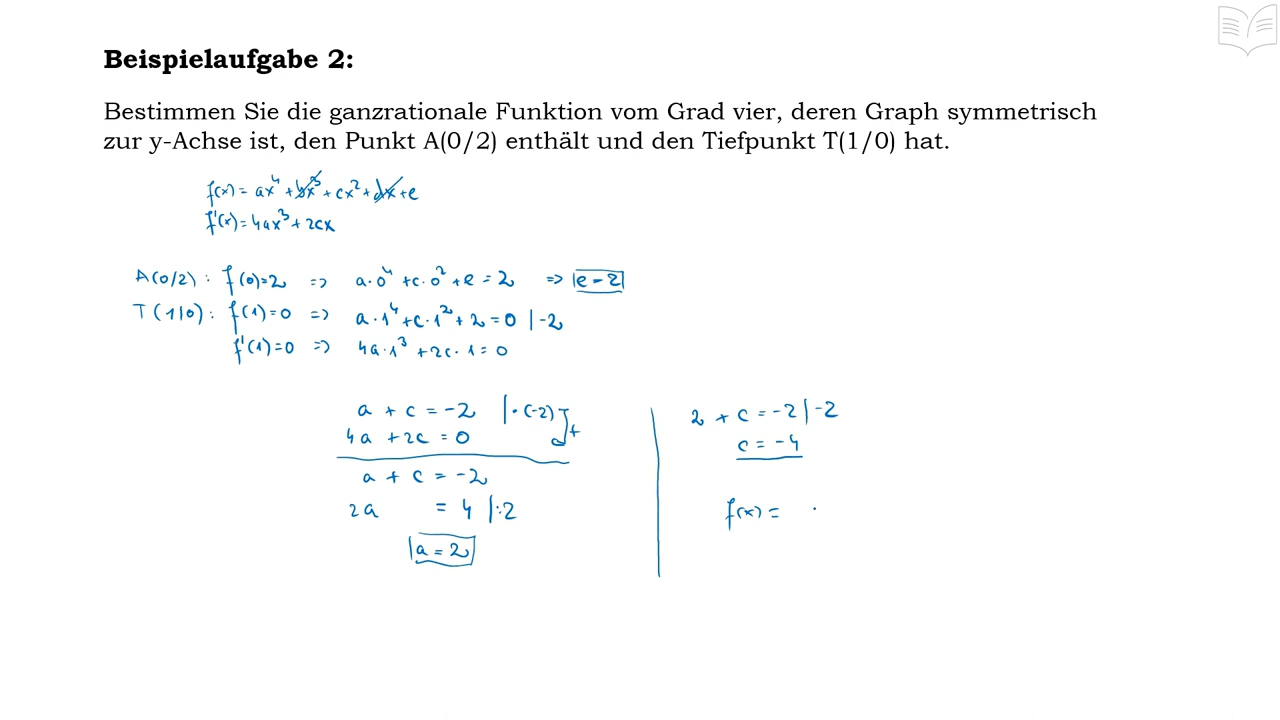 Beispielaufgabe 2:
Bestimmen Sie die ganzrationale Funktion vom Grad vier, deren Graph symmetrisch
zur y-Achse ist, den Punkt A(0/2) enthält und den Tiefpunkt T(1/0) hat.
f(x) = ax⁴ + bx³ + cx² + dx + e
f'(x) = 4ax³ + 2cx
A(0/2) : f(0)=2 => a·0⁴ + c·0² + e = 2 => e = 2
T(1|0) : f(1)=0 => a·1⁴ + c·1² + 2 = 0 | -2
f'(1)=0 => 4a·1³ + 2c·1 = 0
a + c = -2 | ·(-2)
4a + 2c = 0 +
a + c = -2
2a = 4 | :2
a = 2
2 + c = -2 | -2
c = -4
f(x) =